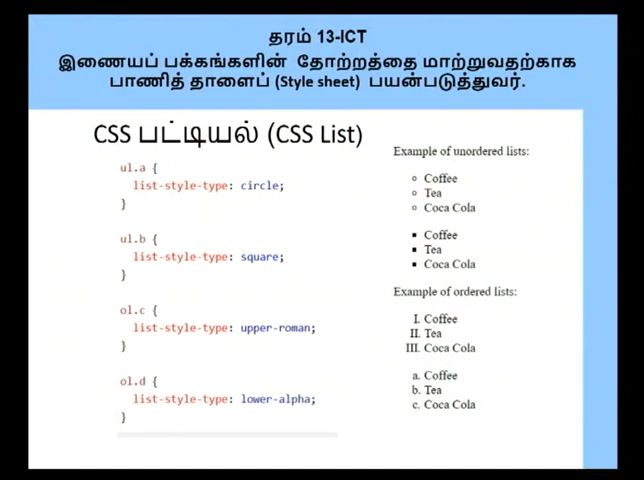 தரம் 13-ICT
இணையப் பக்கங்களின் தோற்றத்தை மாற்றுவதற்காக
பாணித் தாளைப் (Style sheet) பயன்படுத்துவர்.
CSS பட்டியல் (CSS List)
ul.a {
list-style-type: circle;
}
ul.b {
list-style-type: square;
}
ol.c {
list-style-type: upper-roman;
}
ol.d {
list-style-type: lower-alpha;
}
Example of unordered lists:
Coffee
Tea
Coca Cola
Coffee
Tea
Coca Cola
Example of ordered lists:
I. Coffee
II. Tea
III. Coca Cola
a. Coffee
b. Tea
c. Coca Cola